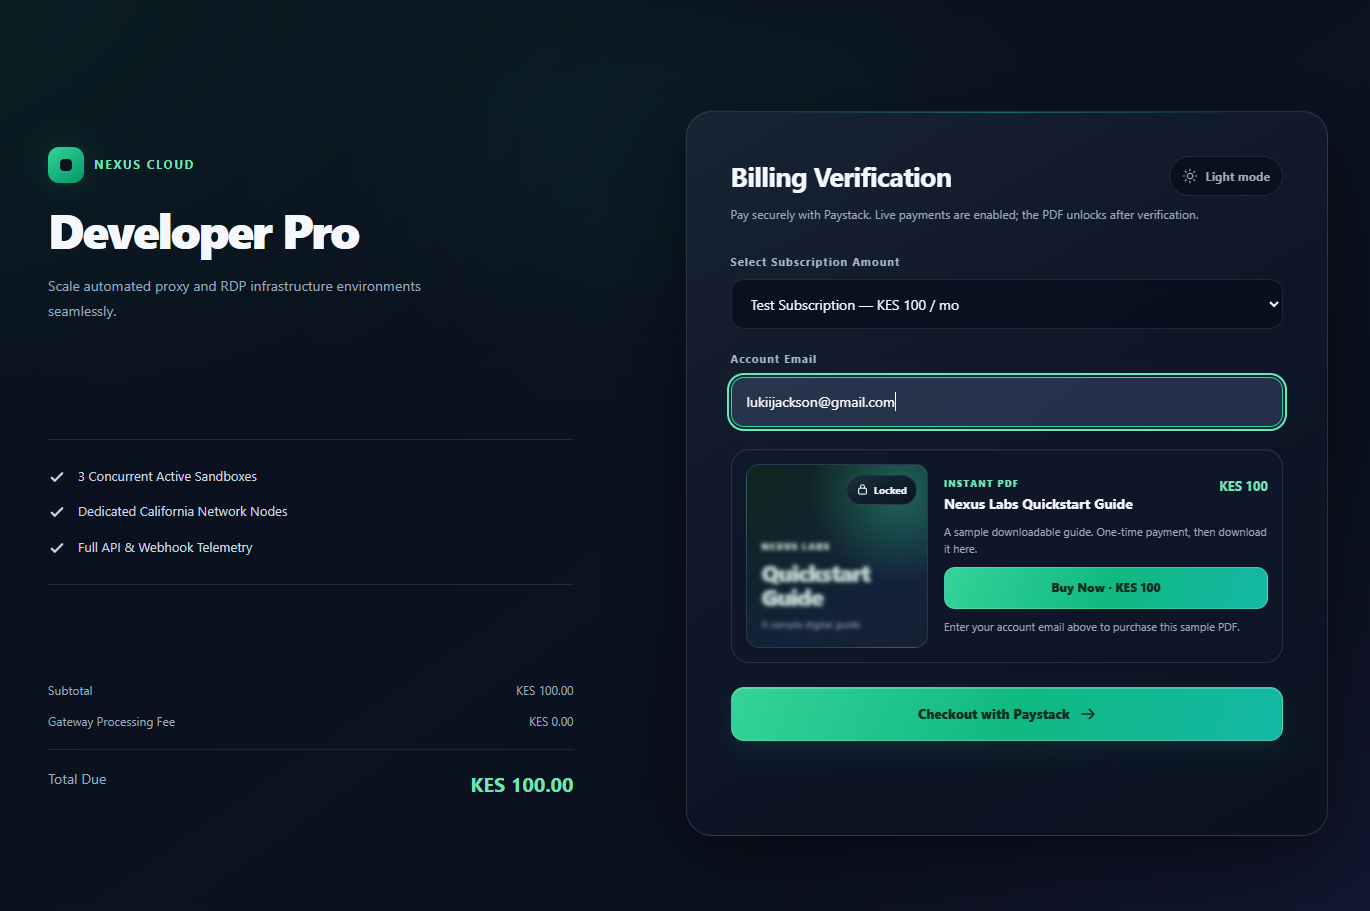 NEXUS CLOUD
Developer Pro
Scale automated proxy and RDP infrastructure environments
seamlessly.
3 Concurrent Active Sandboxes
Dedicated California Network Nodes
Full API & Webhook Telemetry
Subtotal KES 100.00
Gateway Processing Fee KES 0.00
Total Due KES 100.00
Billing Verification
Light mode
Pay securely with Paystack. Live payments are enabled; the PDF unlocks after verification.
Select Subscription Amount
Test Subscription — KES 100 / mo
Account Email
lukiijackson@gmail.com
Locked
NEXUS LABS
Quickstart
Guide
A sample digital guide
INSTANT PDF
KES 100
Nexus Labs Quickstart Guide
A sample downloadable guide. One-time payment, then download
it here.
Buy Now · KES 100
Enter your account email above to purchase this sample PDF.
Checkout with Paystack →